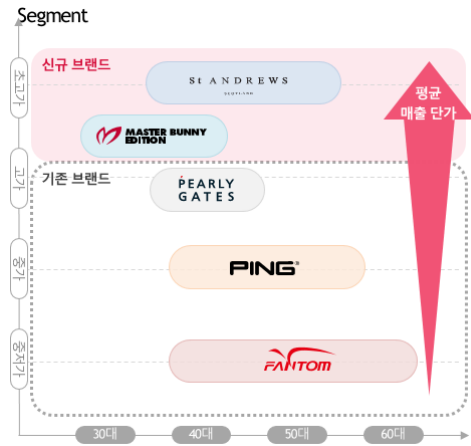 Segment
신규 브랜드
초고가
St ANDREWS
SCOTLAND
평균
매출 단가
MASTER BUNNY
EDITION
고가
기존 브랜드
PEARLY
GATES
중가
PING®
중저가
FANTOM
30대
40대
50대
60대